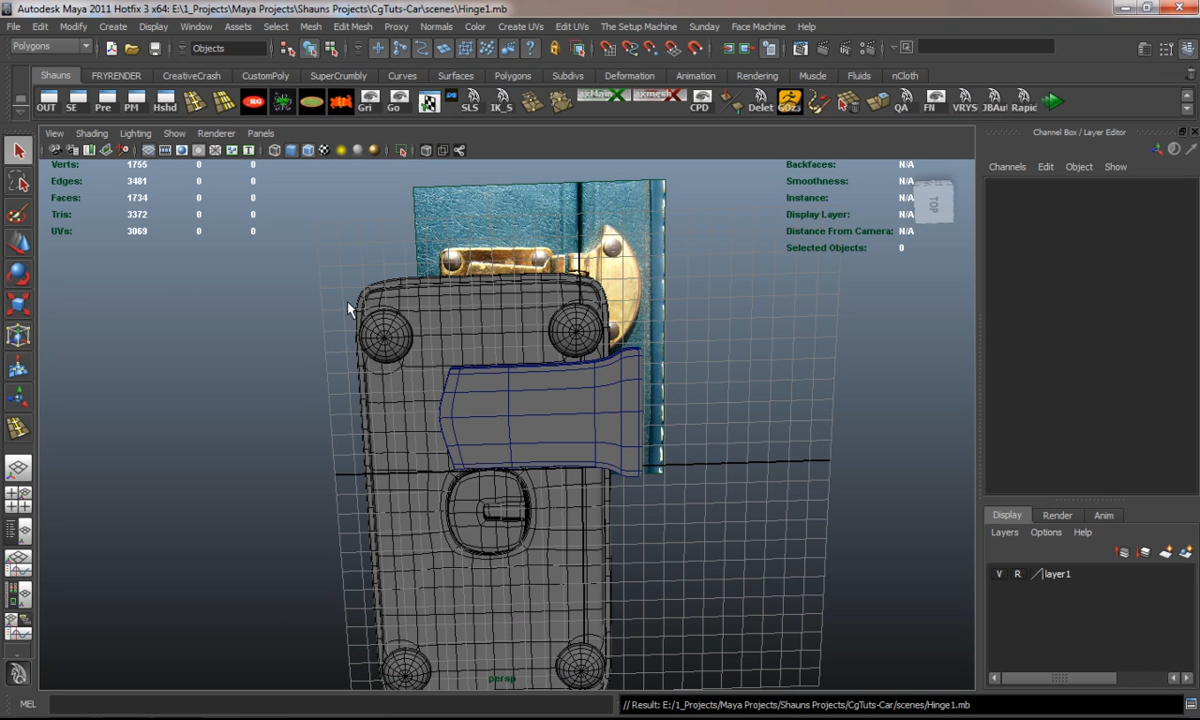 Autodesk Maya 2011 Hotfix 3 x64: E:\1_Projects\Maya Projects\Shauns Projects\CgTuts-Car\scenes\Hinge1.mb
File Edit Modify Create Display Window Assets Select Mesh Edit Mesh Proxy Normals Color Create UVs Edit UVs The Setup Machine Sunday Face Machine Help
Polygons Objects
Shauns FRYRENDER CreativeCrash CustomPoly SuperCrumbly Curves Surfaces Polygons Subdivs Deformation Animation Rendering Muscle Fluids nCloth
OUT SE Pre PM Hshd Gri Go SLS IK_S CPD Delet GOz3 QA FN VRYS JBAu Rapic
View Shading Lighting Show Renderer Panels
Channel Box / Layer Editor
Channels Edit Object Show
Verts: 1755 0 0
Edges: 3481 0 0
Faces: 1734 0 0
Tris: 3372 0 0
UVs: 3069 0 0
Backfaces: N/A
Smoothness: N/A
Instance: N/A
Display Layer: N/A
Distance From Camera: N/A
Selected Objects: 0
TOP
persp
Display Render Anim
Layers Options Help
V R layer1
MEL // Result: E:/1_Projects/Maya Projects/Shauns Projects/CgTuts-Car/scenes/Hinge1.mb